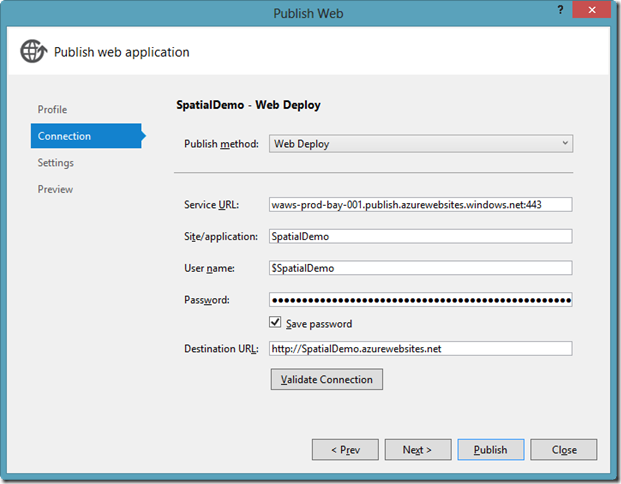 Publish Web
?
Publish web application
Profile
Connection
Settings
Preview
SpatialDemo - Web Deploy
Publish method: Web Deploy
Service URL: waws-prod-bay-001.publish.azurewebsites.windows.net:443
Site/application: SpatialDemo
User name: $SpatialDemo
Password: ●●●●●●●●●●●●●●●●●●●●●●●●●●●●●●●●●●●●●●●●●●●●●●●●●●●●
Save password
Destination URL: http://SpatialDemo.azurewebsites.net
Validate Connection
< Prev Next > Publish Close